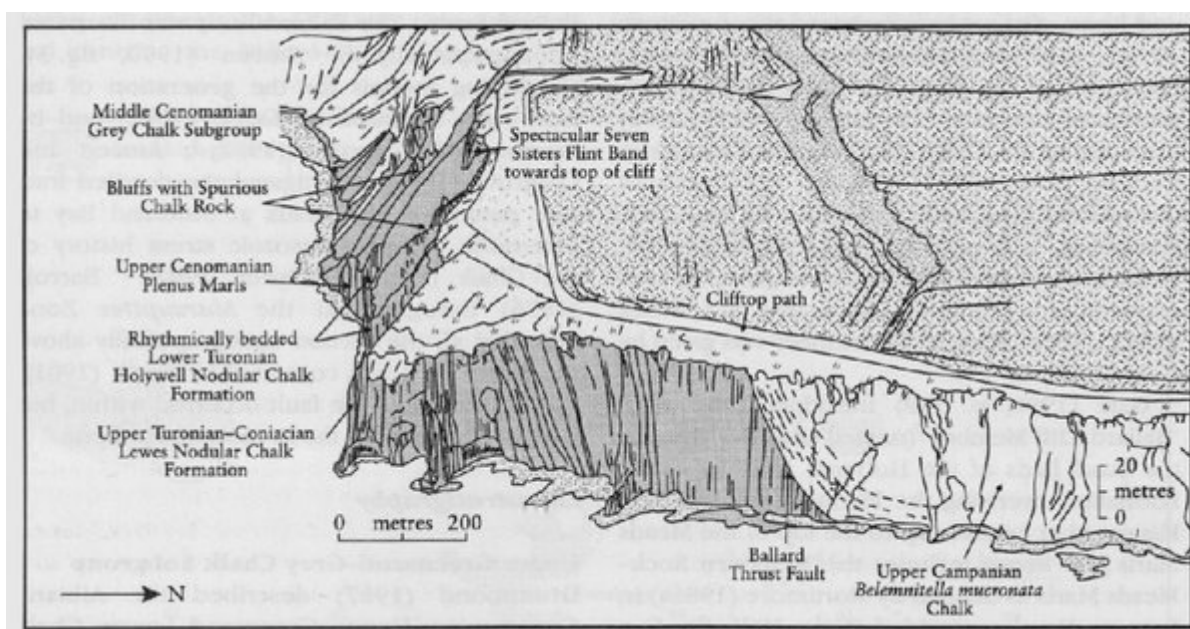 Middle Cenomanian
Grey Chalk Subgroup
Bluffs with Spurious
Chalk Rock
Upper Cenomanian
Plenus Marls
Rhythmically bedded
Lower Turonian
Holywell Nodular Chalk
Formation
Upper Turonian–Coniacian
Lewes Nodular Chalk
Formation
Spectacular Seven
Sisters Flint Band
towards top of cliff
Clifftop path
0 metres 200
N
Ballard
Thrust Fault
Upper Campanian
Belemnitella mucronata
Chalk
20
metres
0